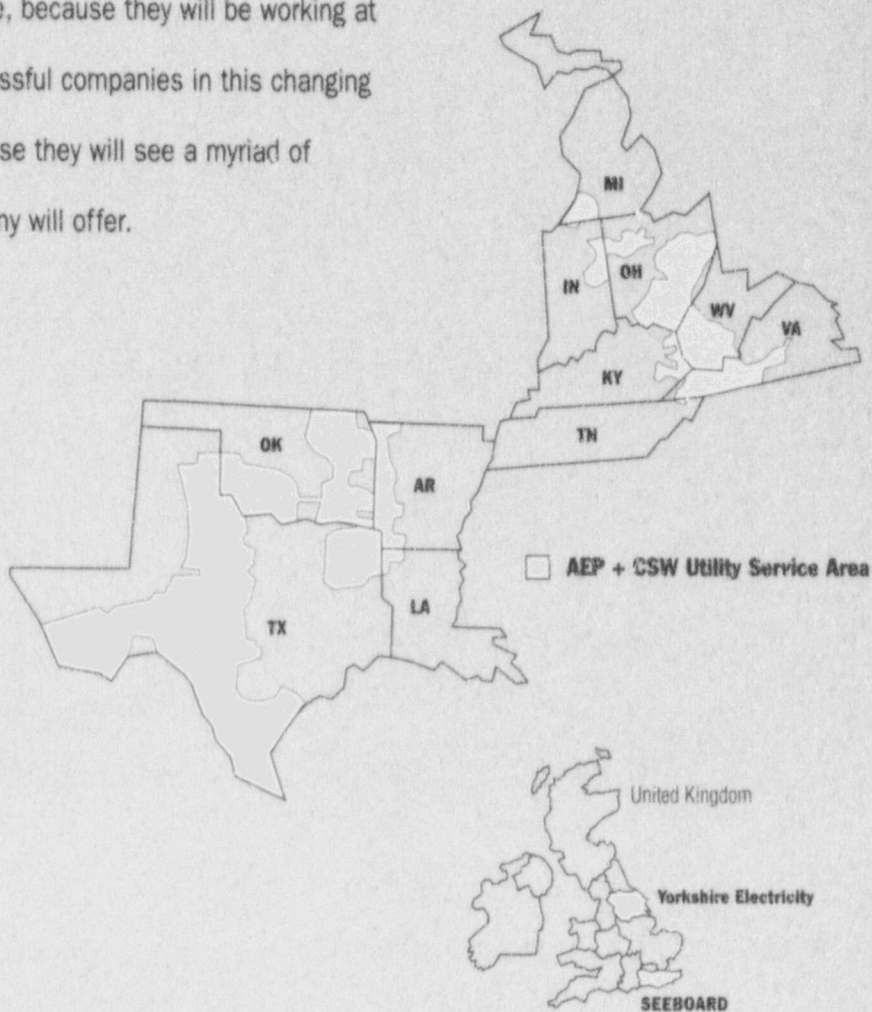 because they will be working at
ssful companies in this changing
se they will see a myriad of
ny will offer.
MI
IN
OH
WV
VA
KY
TN
OK
AR
AEP + CSW Utility Service Area
LA
TX
United Kingdom
Yorkshire Electricity
SEEBOARD